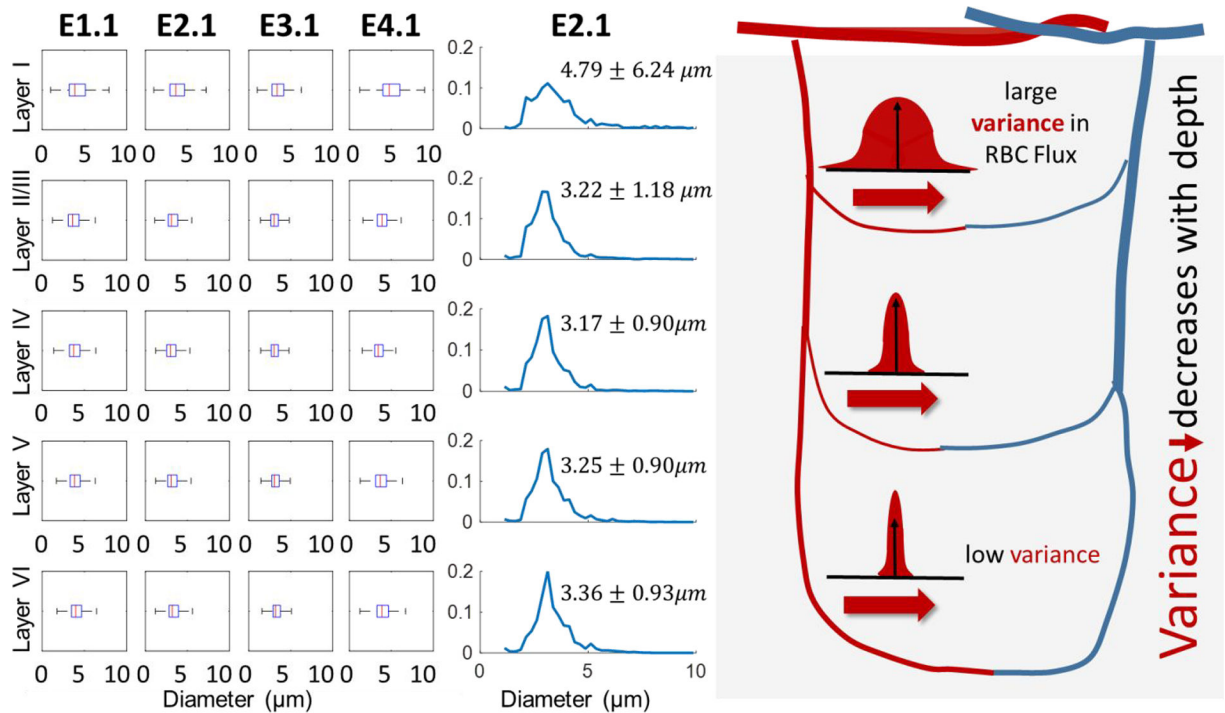 E1.1 E2.1 E3.1 E4.1 E2.1
Layer I
0 5 10 0 5 10 0 5 10 0 5 10
0.2
0.1
0
4.79 ± 6.24 μm
Layer II/III
0 5 10 0 5 10 0 5 10 0 5 10
0.2
0.1
0
3.22 ± 1.18 μm
Layer IV
0 5 10 0 5 10 0 5 10 0 5 10
0.2
0.1
0
3.17 ± 0.90μm
Layer V
0 5 10 0 5 10 0 5 10 0 5 10
0.2
0.1
0
3.25 ± 0.90μm
Layer VI
0 5 10 0 5 10 0 5 10 0 5 10
0.2
0.1
0
3.36 ± 0.93μm
0 5 10
Diameter (μm)
Diameter (μm)
large
variance in
RBC Flux
low variance
Variance decreases with depth